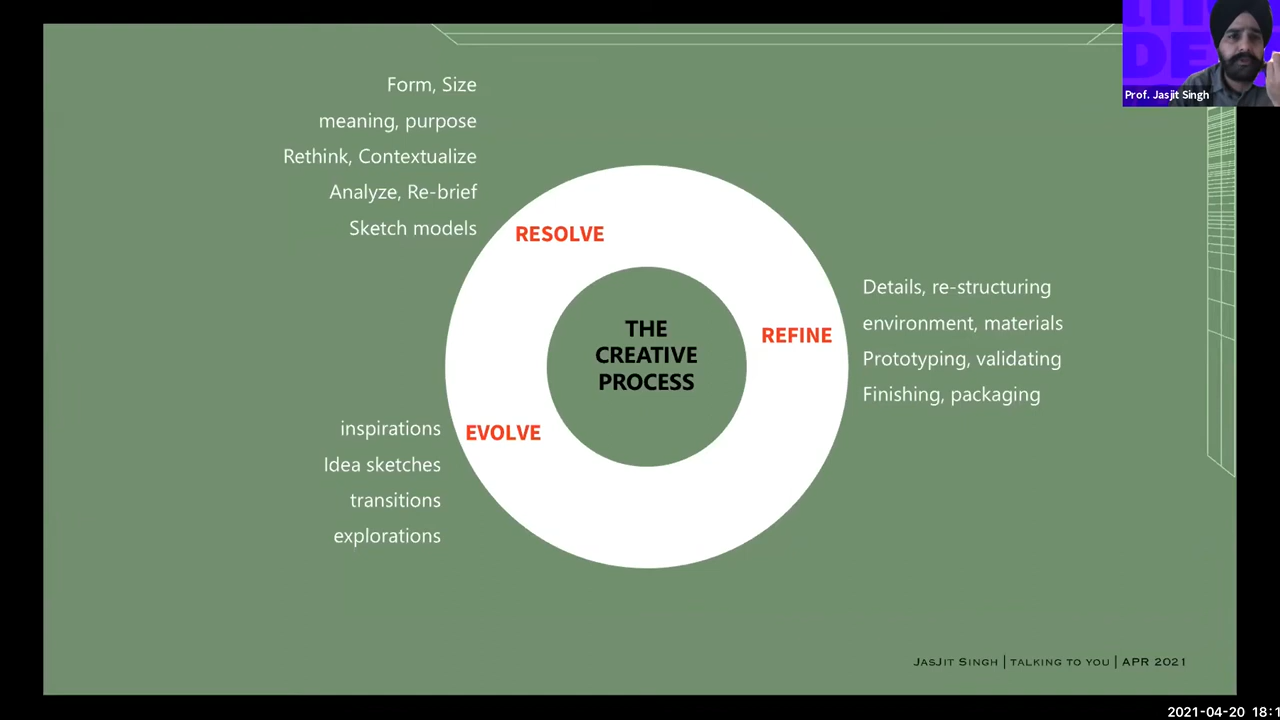 Form, Size
meaning, purpose
Rethink, Contextualize
Analyze, Re-brief
Sketch models
RESOLVE
THE
CREATIVE
PROCESS
REFINE
Details, re-structuring
environment, materials
Prototyping, validating
Finishing, packaging
EVOLVE
inspirations
Idea sketches
transitions
explorations
JasJit Singh | talking to you | APR 2021
DE
Prof. Jasjit Singh
2021-04-20 18:1